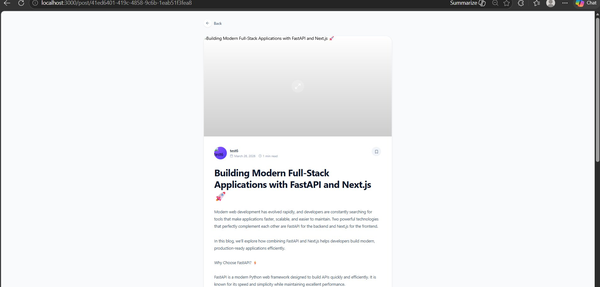 localhost:3000/post/41ed6401-419c-4858-9c6b-1eab51f3fea8
Summarize
Chat
Back
Building Modern Full-Stack Applications with FastAPI and Next.js 🚀
test6
March 28, 2026
1 min read
Building Modern Full-Stack
Applications with FastAPI and Next.js
🚀
Modern web development has evolved rapidly, and developers are constantly searching for
tools that make applications faster, scalable, and easier to maintain. Two powerful technologies
that perfectly complement each other are FastAPI for the backend and Next.js for the frontend.
In this blog, we'll explore how combining FastAPI and Next.js helps developers build modern,
production-ready applications efficiently.
Why Choose FastAPI?
FastAPI is a modern Python web framework designed to build APIs quickly and efficiently. It is
known for its speed and simplicity while maintaining excellent performance.